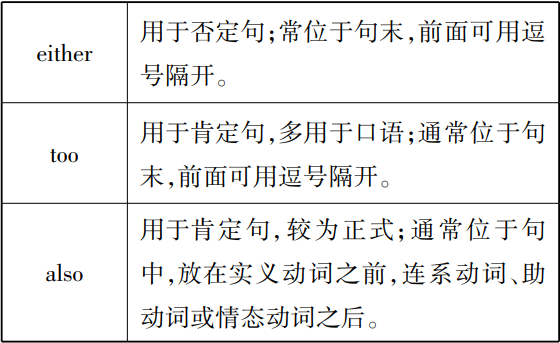 either
用于否定句;常位于句末,前面可用逗
号隔开。
too
用于肯定句,多用于口语;通常位于句
末,前面可用逗号隔开。
also
用于肯定句,较为正式;通常位于句
中,放在实义动词之前,连系动词、助
动词或情态动词之后。